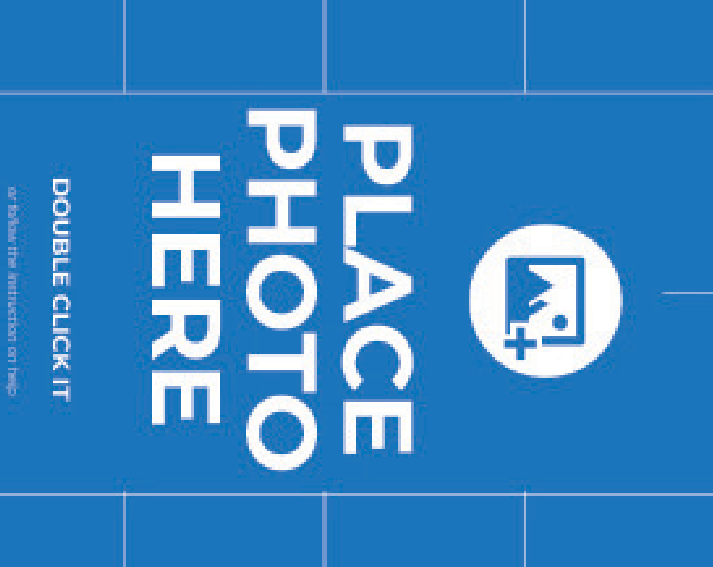 PLACE
PHOTO
HERE
DOUBLE CLICK IT
or follow the instruction on help